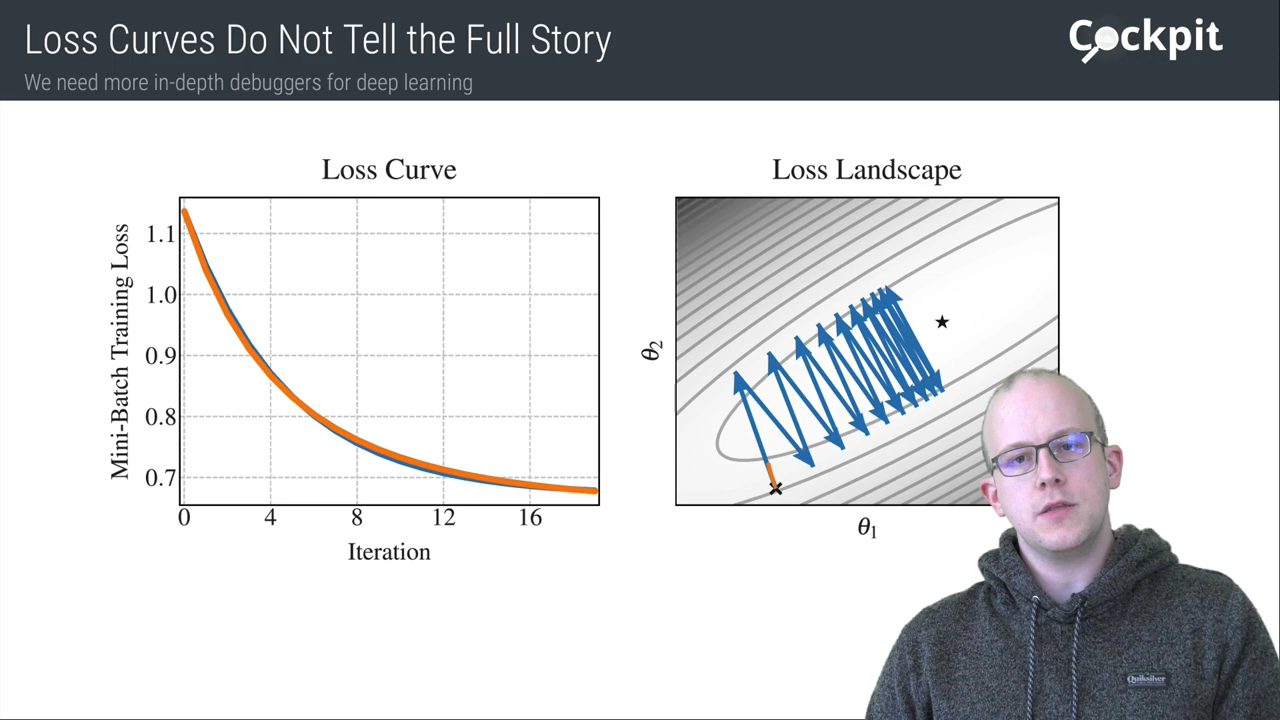 Loss Curves Do Not Tell the Full Story
We need more in-depth debuggers for deep learning
Cockpit
Loss Curve
Mini-Batch Training Loss
1.1
1.0
0.9
0.8
0.7
0 4 8 12 16
Iteration
Loss Landscape
θ2
θ1
Quiksilver